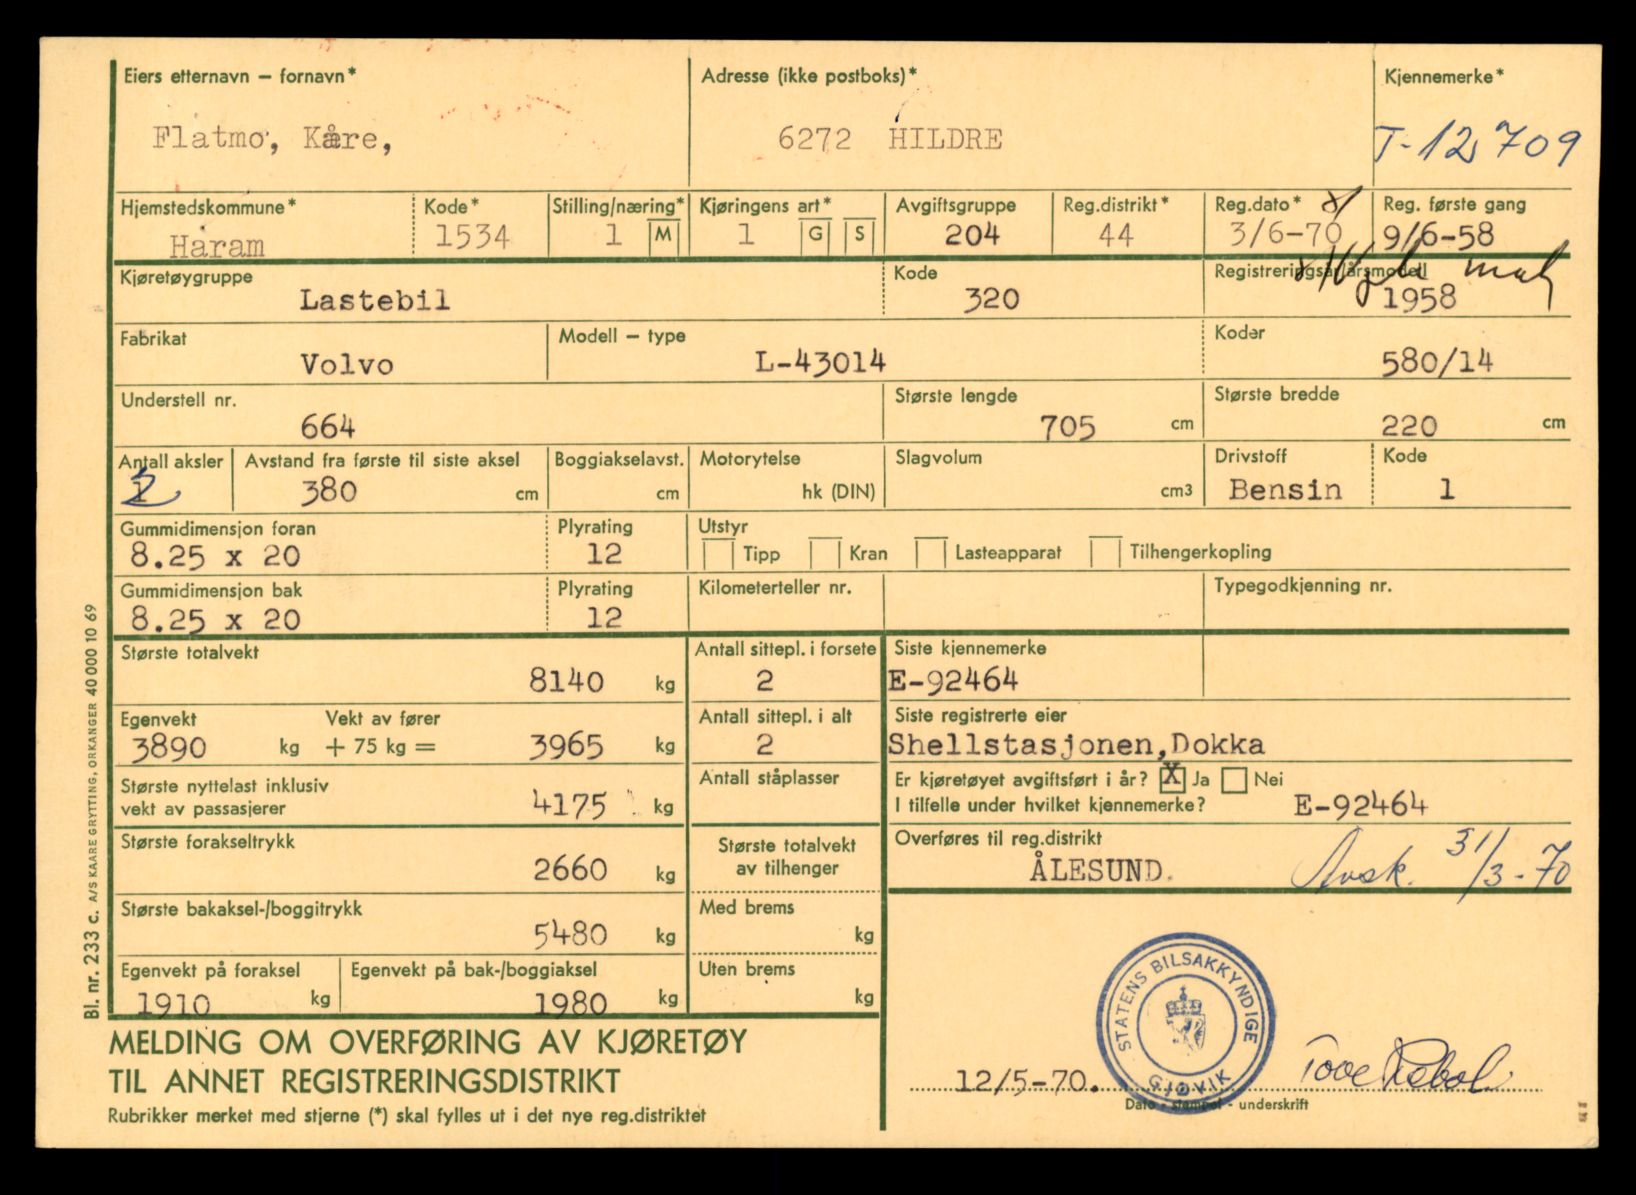 Eiers etternavn – fornavn*
Adresse (ikke postboks)*
Kjennemerke*
Flatmo, Kåre,
6272 HILDRE
T-12709
Hjemstedskommune*
Kode*
Stilling/næring*
Kjøringens art*
Avgiftsgruppe
Reg.distrikt*
Reg.dato*
Reg. første gang
Haram
1534
1 M
1 G S
204
44
3/6-70
9/6-58
Kjøretøygruppe
Kode
Registreringsår/årsmodell
Lastebil
320
1958
Fabrikat
Modell – type
Koder
Volvo
L-43014
580/14
Understell nr.
Største lengde
Største bredde
664
705 cm
220 cm
Antall aksler
Avstand fra første til siste aksel
Boggiakselavst.
Motorytelse
Slagvolum
Drivstoff
Kode
2
380 cm
cm
hk (DIN)
cm3
Bensin
1
Gummidimensjon foran
Plyrating
Utstyr
8.25 x 20
12
Tipp
Kran
Lasteapparat
Tilhengerkopling
Gummidimensjon bak
Plyrating
Kilometerteller nr.
Typegodkjenning nr.
8.25 x 20
12
Største totalvekt
8140 kg
Antall sittepl. i forsete
2
Siste kjennemerke
E-92464
Egenvekt
Vekt av fører
3890 kg + 75 kg = 3965 kg
Antall sittepl. i alt
2
Siste registrerte eier
Shellstasjonen,Dokka
Største nyttelast inklusiv
vekt av passasjerer
4175 kg
Antall ståplasser
Er kjøretøyet avgiftsført i år? X Ja Nei
I tilfelle under hvilket kjennemerke? E-92464
Største forakseltrykk
2660 kg
Største totalvekt
av tilhenger
Overføres til reg.distrikt
ÅLESUND.
Avsk. 31/3-70
Største bakaksel-/boggitrykk
5480 kg
Med brems
kg
Egenvekt på foraksel
1910 kg
Egenvekt på bak-/boggiaksel
1980 kg
Uten brems
kg
MELDING OM OVERFØRING AV KJØRETØY
TIL ANNET REGISTRERINGSDISTRIKT
Rubrikker merket med stjerne (*) skal fylles ut i det nye reg.distriktet
STATENS BILSAKKYNDIGE
GJØVIK
12/5-70.
Dato - stempel - underskrift
Bl. nr. 233 c. A/S KAARE GRYTTING, ORKANGER 40 000 10 69